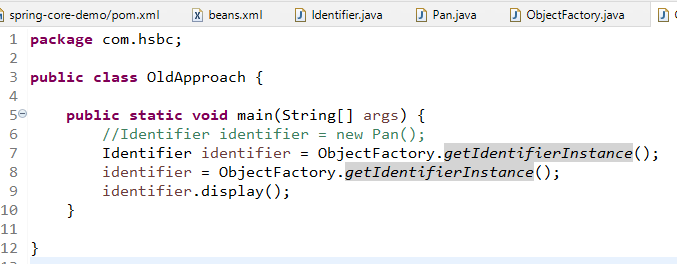 spring-core-demo/pom.xml beans.xml Identifier.java Pan.java ObjectFactory.java
1 package com.hsbc;
2
3 public class OldApproach {
4
5 public static void main(String[] args) {
6 //Identifier identifier = new Pan();
7 Identifier identifier = ObjectFactory.getIdentifierInstance();
8 identifier = ObjectFactory.getIdentifierInstance();
9 identifier.display();
10 }
11
12 }
13